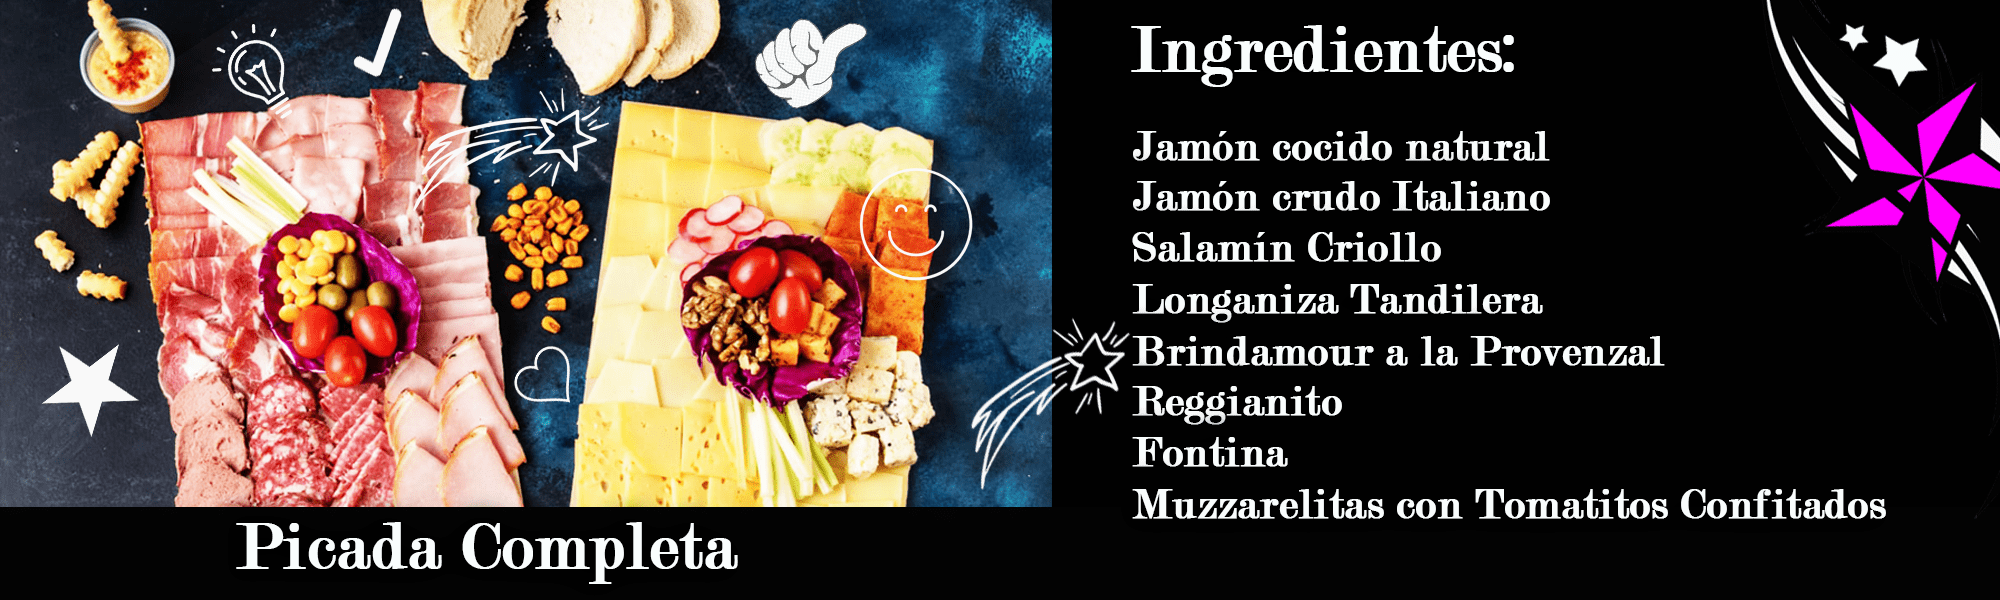 Ingredientes:
Jamón cocido natural
Jamón crudo Italiano
Salamín Criollo
Longaniza Tandilera
Brindamour a la Provenzal
Reggianito
Fontina
Muzzarelitas con Tomatitos Confitados
Picada Completa